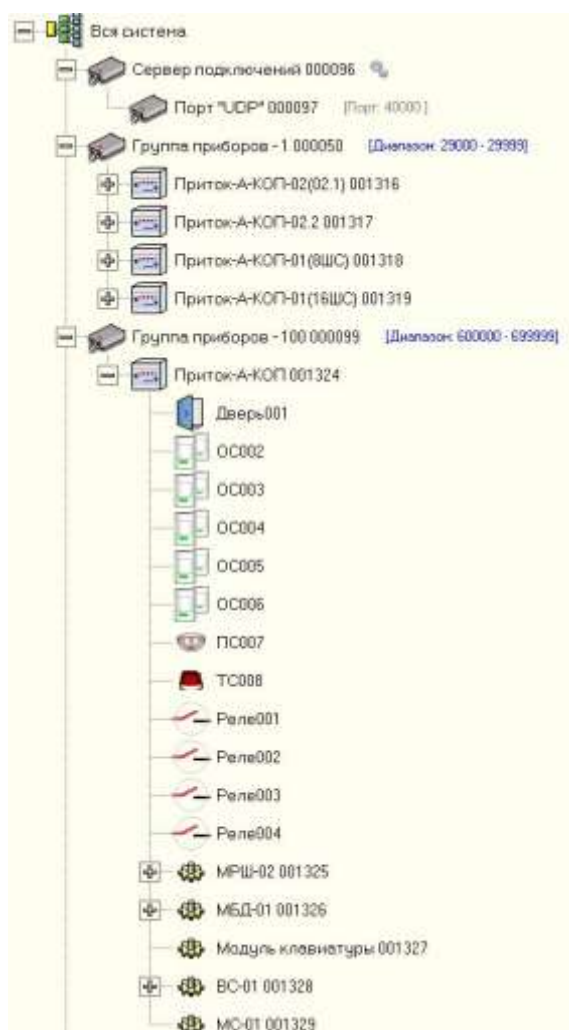 Вся система
Сервер подключений 000096
Порт "UDP" 000097 [Порт: 40000]
Группа приборов - 1 000050 [Диапазон: 29000 - 29999]
Приток-А-КОП-02(02.1) 001316
Приток-А-КОП-02.2 001317
Приток-А-КОП-01(8ШС) 001318
Приток-А-КОП-01(16ШС) 001319
Группа приборов - 100 000099 [Диапазон: 600000 - 699999]
Приток-А-КОП 001324
Дверь001
ОС002
ОС003
ОС004
ОС005
ОС006
ПС007
ТС008
Реле001
Реле002
Реле003
Реле004
МРШ-02 001325
МБД-01 001326
Модуль клавиатуры 001327
ВС-01 001328
МС-01 001329